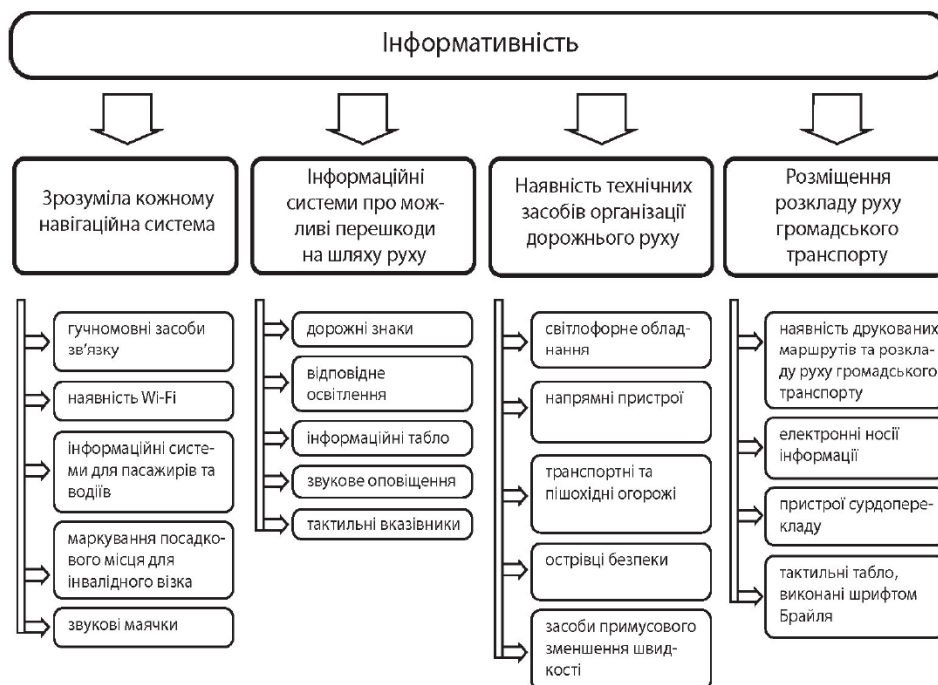 Інформативність
Зрозуміла кожному
навігаційна система
гучномовні засоби
зв'язку
наявність Wi-Fi
інформаційні систе-
ми для пасажирів та
водіїв
маркування посадко-
вого місця для
інвалідного візка
звукові маячки
Інформаційні
системи про мож-
ливі перешкоди
на шляху руху
дорожні знаки
відповідне
освітлення
інформаційні табло
звукове оповіщення
тактильні вказівники
Наявність технічних
засобів організації
дорожнього руху
світлофорне облад-
нання
напрямні пристрої
транспортні та
пішохідні огорожі
острівці безпеки
засоби примусового
зменшення швид-
кості
Розміщення
розкладу руху
громадського
транспорту
наявність друкованих
маршрутів та розкла-
ду руху громадського
транспорту
електронні носії
інформації
пристрої сурдопере-
кладу
тактильні табло,
виконані шрифтом
Брайля